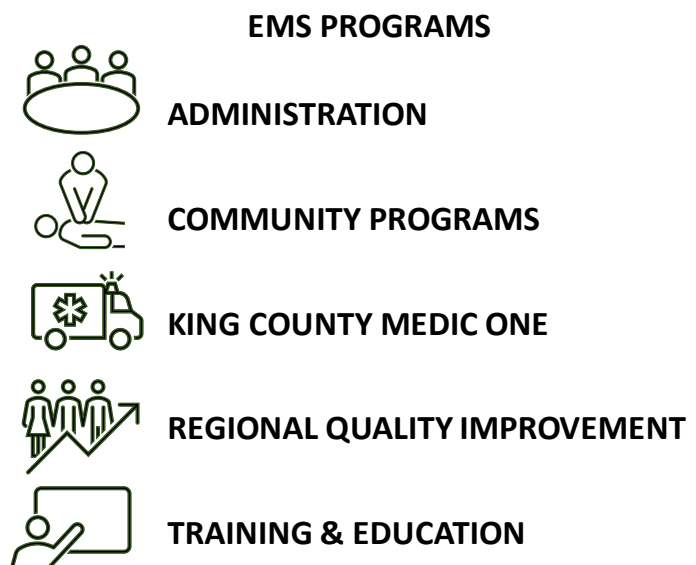 EMS PROGRAMS
ADMINISTRATION
COMMUNITY PROGRAMS
KING COUNTY MEDIC ONE
REGIONAL QUALITY IMPROVEMENT
TRAINING & EDUCATION